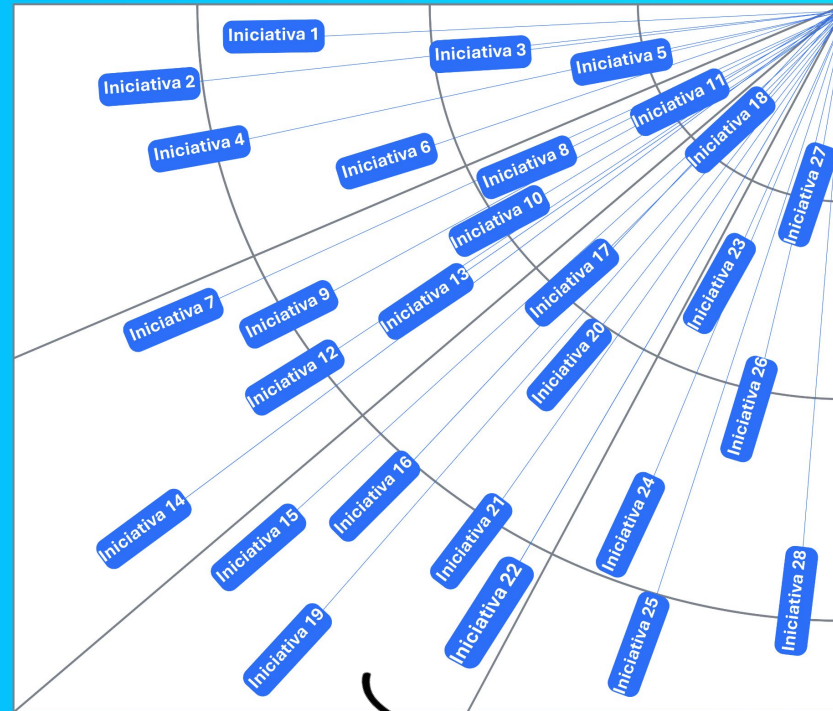 Iniciativa 1
Iniciativa 2
Iniciativa 3
Iniciativa 4
Iniciativa 5
Iniciativa 6
Iniciativa 7
Iniciativa 8
Iniciativa 9
Iniciativa 10
Iniciativa 11
Iniciativa 12
Iniciativa 13
Iniciativa 14
Iniciativa 15
Iniciativa 16
Iniciativa 17
Iniciativa 18
Iniciativa 19
Iniciativa 20
Iniciativa 21
Iniciativa 22
Iniciativa 23
Iniciativa 24
Iniciativa 25
Iniciativa 26
Iniciativa 27
Iniciativa 28